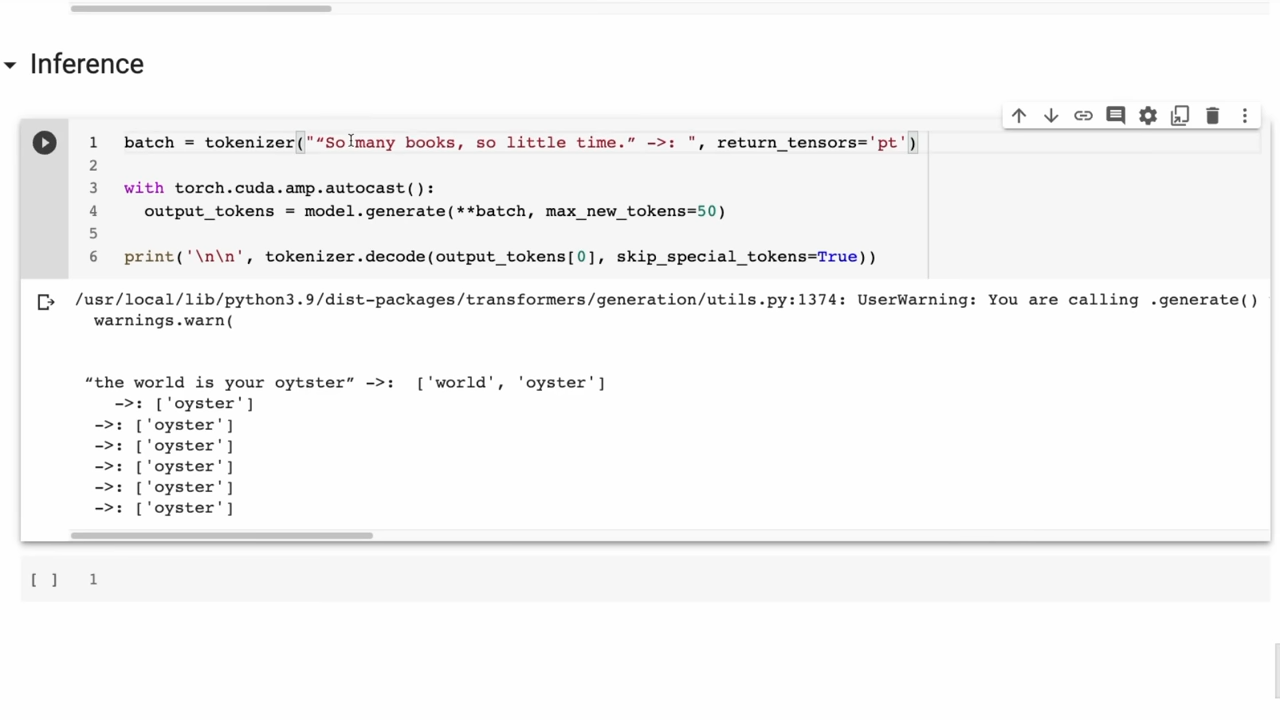 Inference
1 batch = tokenizer("“So many books, so little time.” ->: ", return_tensors='pt')
2
3 with torch.cuda.amp.autocast():
4 output_tokens = model.generate(**batch, max_new_tokens=50)
5
6 print('\n\n', tokenizer.decode(output_tokens[0], skip_special_tokens=True))
/usr/local/lib/python3.9/dist-packages/transformers/generation/utils.py:1374: UserWarning: You are calling .generate()
warnings.warn(
“the world is your oytster” ->: ['world', 'oyster']
->: ['oyster']
->: ['oyster']
->: ['oyster']
->: ['oyster']
->: ['oyster']
->: ['oyster']
[ ] 1